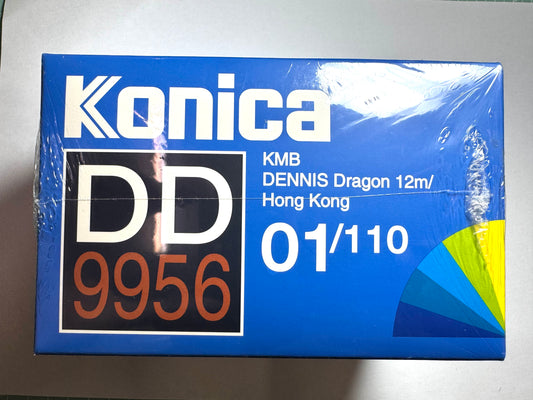 Konica
DD
9956
KMB
DENNIS Dragon 12m/
Hong Kong
01/110